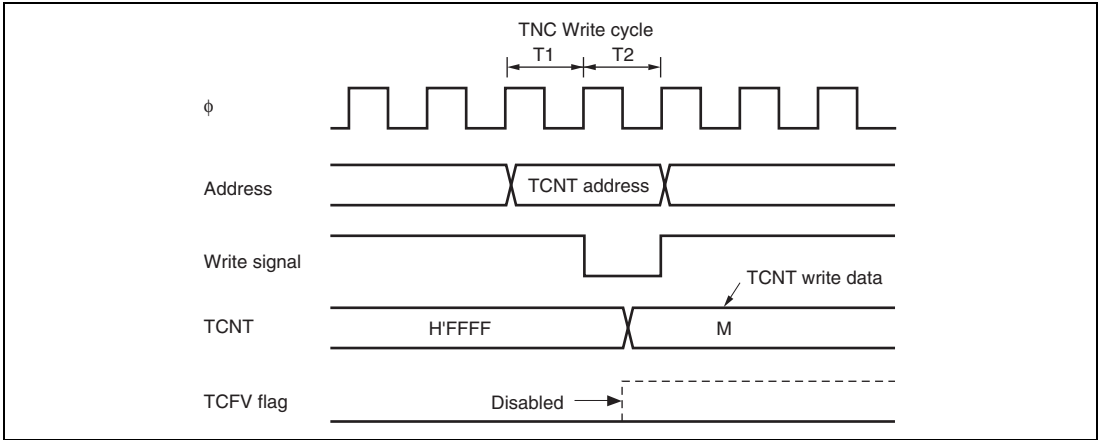 TNC Write cycle
T1 T2
ϕ
Address TCNT address
Write signal
TCNT write data
TCNT H'FFFF M
TCFV flag Disabled